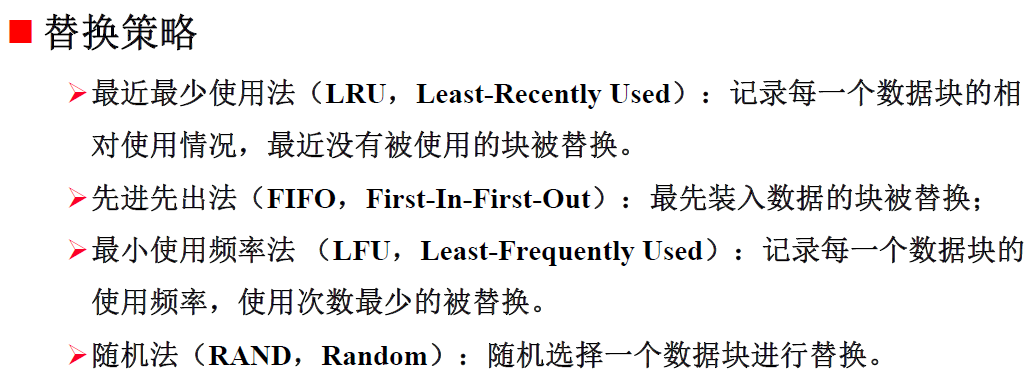 替换策略
最近最少使用法（LRU，Least-Recently Used）：记录每一个数据块的相
对使用情况，最近没有被使用的块被替换。
先进先出法（FIFO，First-In-First-Out）：最先装入数据的块被替换；
最小使用频率法 （LFU，Least-Frequently Used）：记录每一个数据块的
使用频率，使用次数最少的被替换。
随机法（RAND，Random）：随机选择一个数据块进行替换。